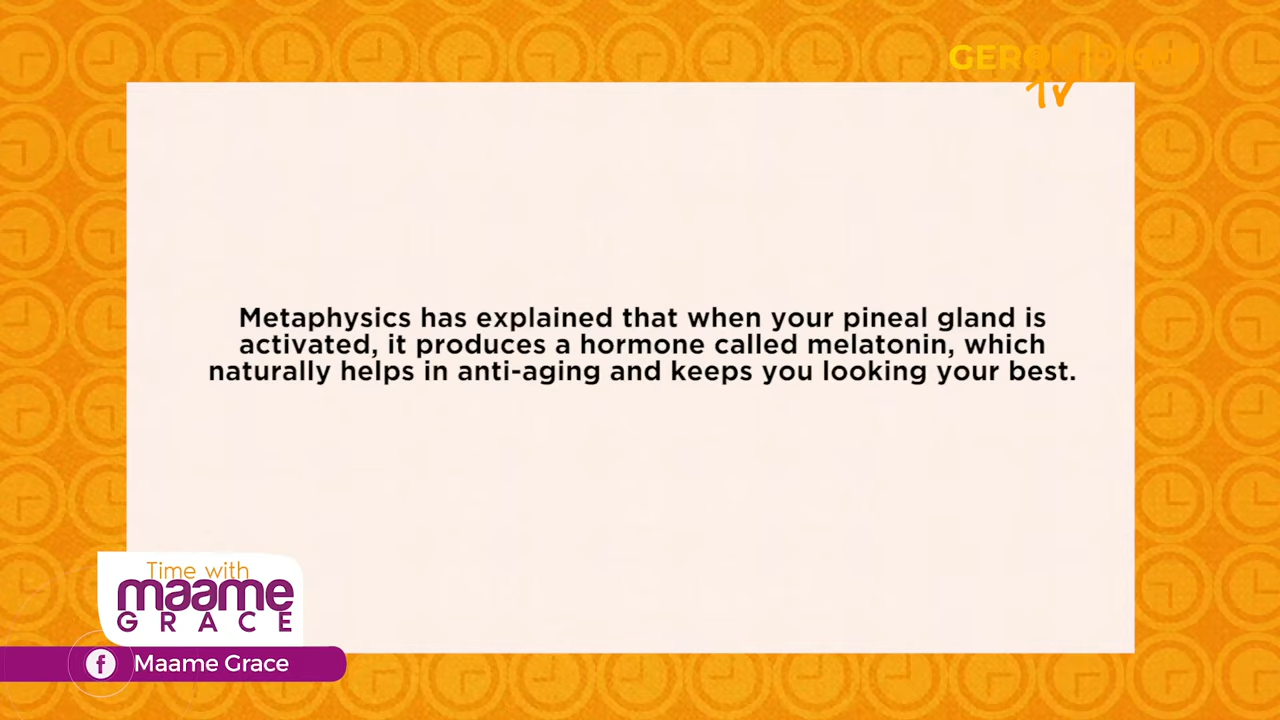 TV
Metaphysics has explained that when your pineal gland is
activated, it produces a hormone called melatonin, which
naturally helps in anti-aging and keeps you looking your best.
Time with
maame
GRACE
f Maame Grace